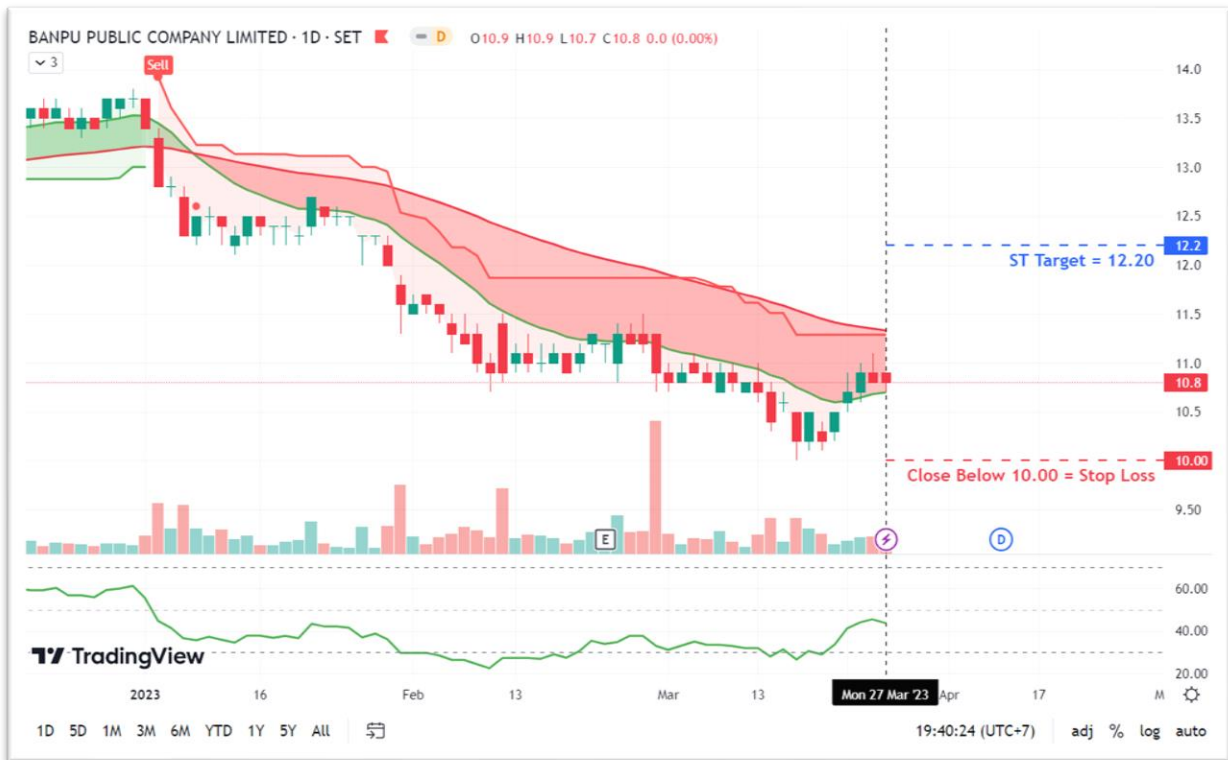 BANPU PUBLIC COMPANY LIMITED · 1D · SET D O10.9 H10.9 L10.7 C10.8 0.0 (0.00%)
3
Sell
14.0
13.5
13.0
12.5
12.2
ST Target = 12.20
12.0
11.5
11.0
10.8
10.5
10.00
Close Below 10.00 = Stop Loss
9.50
E
D
60.00
40.00
TradingView
20.00
2023 16 Feb 13 Mar 13 Mon 27 Mar '23 Apr 17 M
1D 5D 1M 3M 6M YTD 1Y 5Y All 19:40:24 (UTC+7) adj % log auto